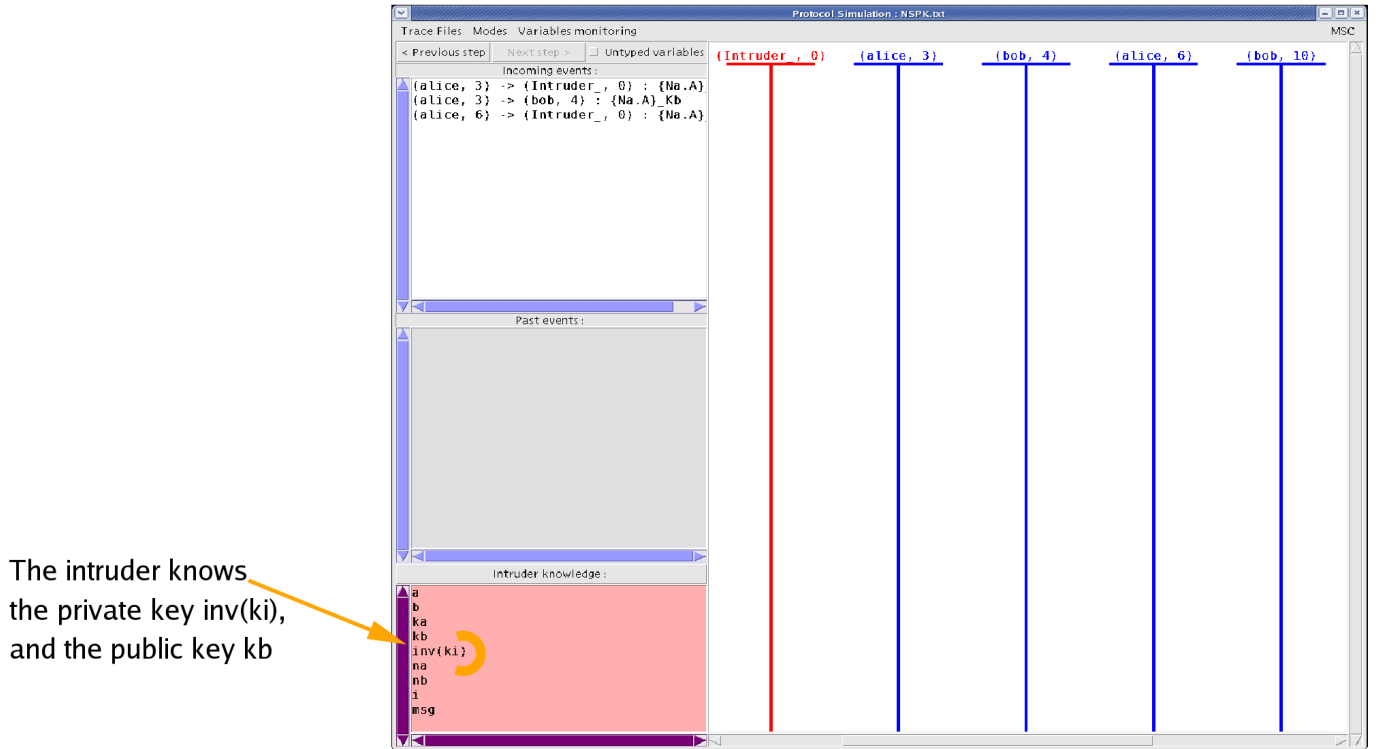 Protocol Simulation : NSPK.txt
Trace Files Modes Variables monitoring MSC
< Previous step Next step > Untyped variables
Incoming events :
(alice, 3) -> (Intruder_, 0) : {Na.A}
(alice, 3) -> (bob, 4) : {Na.A}_Kb
(alice, 6) -> (Intruder_, 0) : {Na.A}
Past events :
Intruder knowledge :
a
b
ka
kb
inv(ki)
na
nb
i
msg
(Intruder_, 0) (alice, 3) (bob, 4) (alice, 6) (bob, 10)
The intruder knows
the private key inv(ki),
and the public key kb